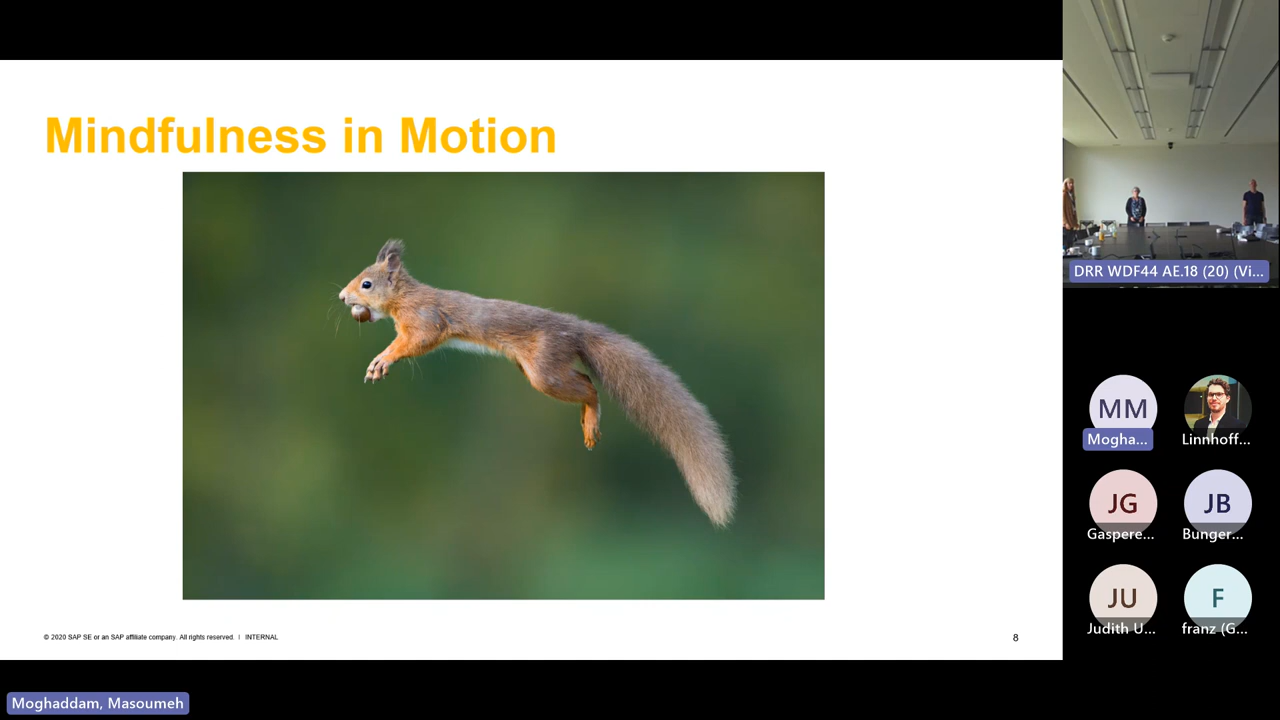 Mindfulness in Motion
© 2020 SAP SE or an SAP affiliate company. All rights reserved. | INTERNAL
8
DRR WDF44 AE.18 (20) (Vi...
MM
Mogha...
Linnhoff...
JG
JB
Gaspere...
Bunger...
JU
F
Judith U...
franz (G...
Moghaddam, Masoumeh